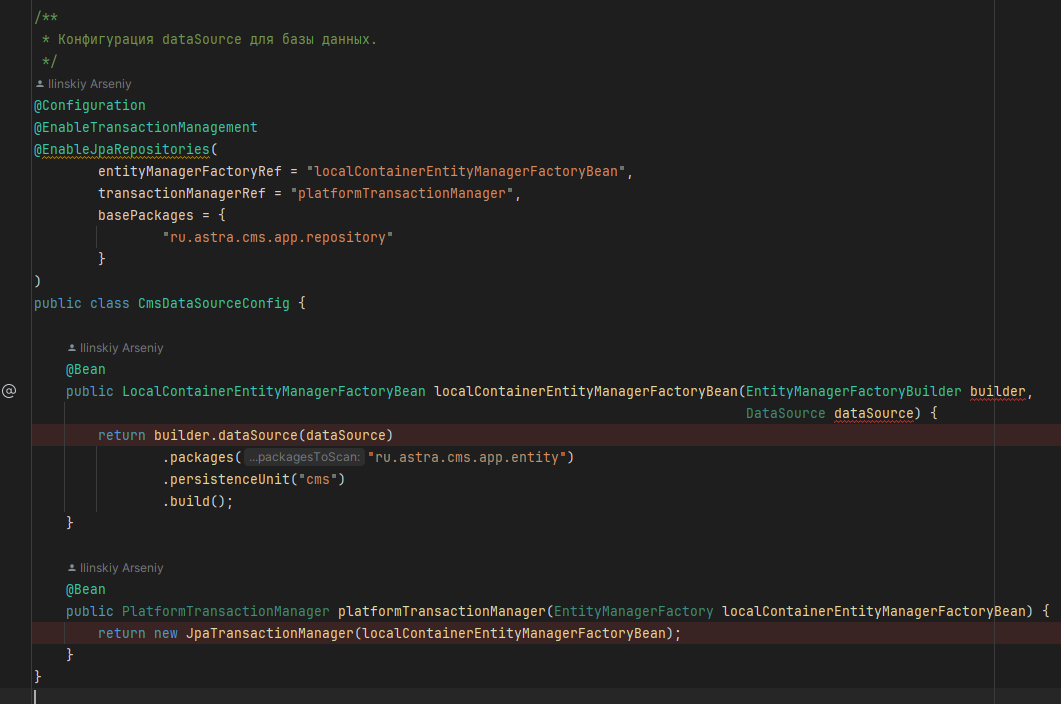 /**
 * Конфигурация dataSource для базы данных.
 */
Ilinskiy Arseniy
@Configuration
@EnableTransactionManagement
@EnableJpaRepositories(
        entityManagerFactoryRef = "localContainerEntityManagerFactoryBean",
        transactionManagerRef = "platformTransactionManager",
        basePackages = {
                "ru.astra.cms.app.repository"
        }
)
public class CmsDataSourceConfig {
    Ilinskiy Arseniy
    @Bean
    public LocalContainerEntityManagerFactoryBean localContainerEntityManagerFactoryBean(EntityManagerFactoryBuilder builder,
                                                                                         DataSource dataSource) {
        return builder.dataSource(dataSource)
                .packages( ...packagesToScan: "ru.astra.cms.app.entity")
                .persistenceUnit("cms")
                .build();
    }
    Ilinskiy Arseniy
    @Bean
    public PlatformTransactionManager platformTransactionManager(EntityManagerFactory localContainerEntityManagerFactoryBean) {
        return new JpaTransactionManager(localContainerEntityManagerFactoryBean);
    }
}